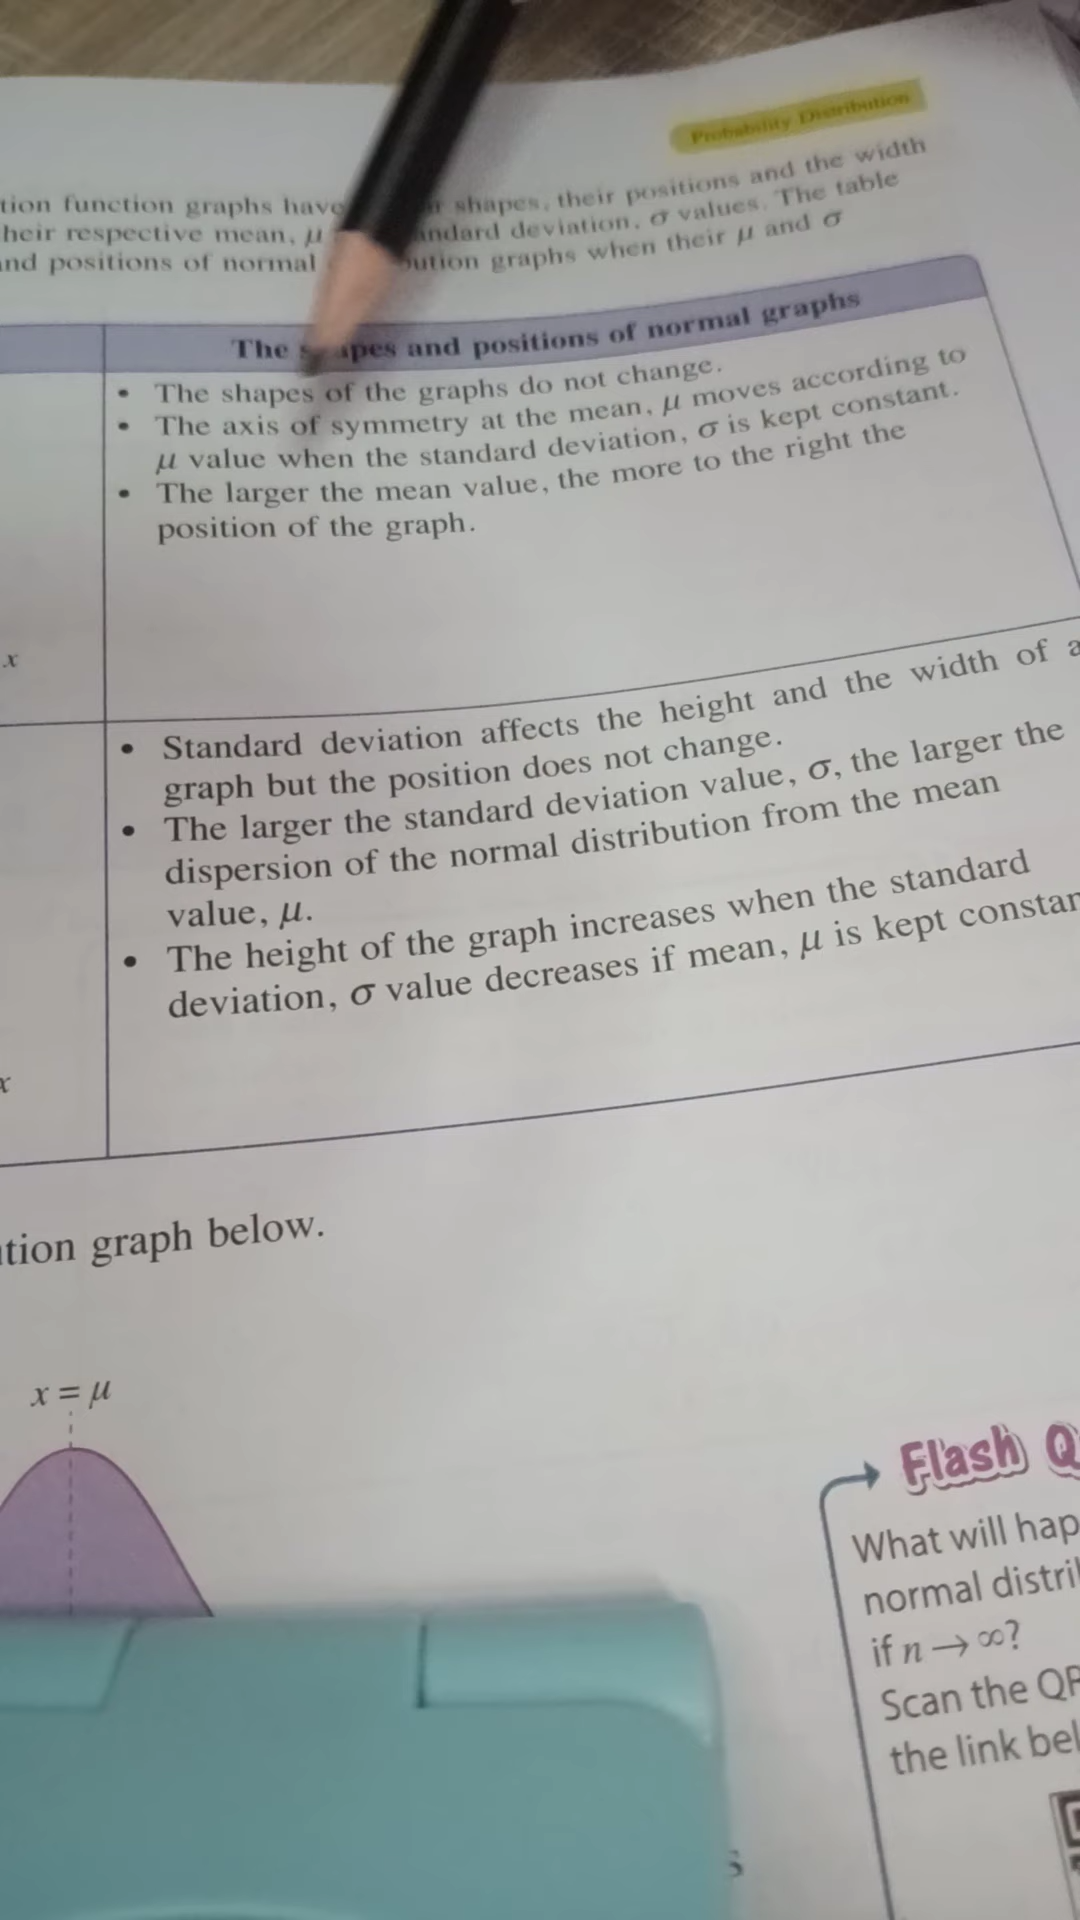 Probability Distribution
tion function graphs have shapes, their positions and the width
heir respective mean, μ andard deviation, σ values. The table
and positions of normal bution graphs when their μ and σ
The shapes and positions of normal graphs
• The shapes of the graphs do not change.
• The axis of symmetry at the mean, μ moves according to
μ value when the standard deviation, σ is kept constant.
• The larger the mean value, the more to the right the
position of the graph.
x
• Standard deviation affects the height and the width of a
graph but the position does not change.
• The larger the standard deviation value, σ, the larger the
dispersion of the normal distribution from the mean
value, μ.
• The height of the graph increases when the standard
deviation, σ value decreases if mean, μ is kept constan
x
tion graph below.
x = μ
Flash Q
What will hap
normal distri
if n → ∞?
Scan the QR
the link bel
s